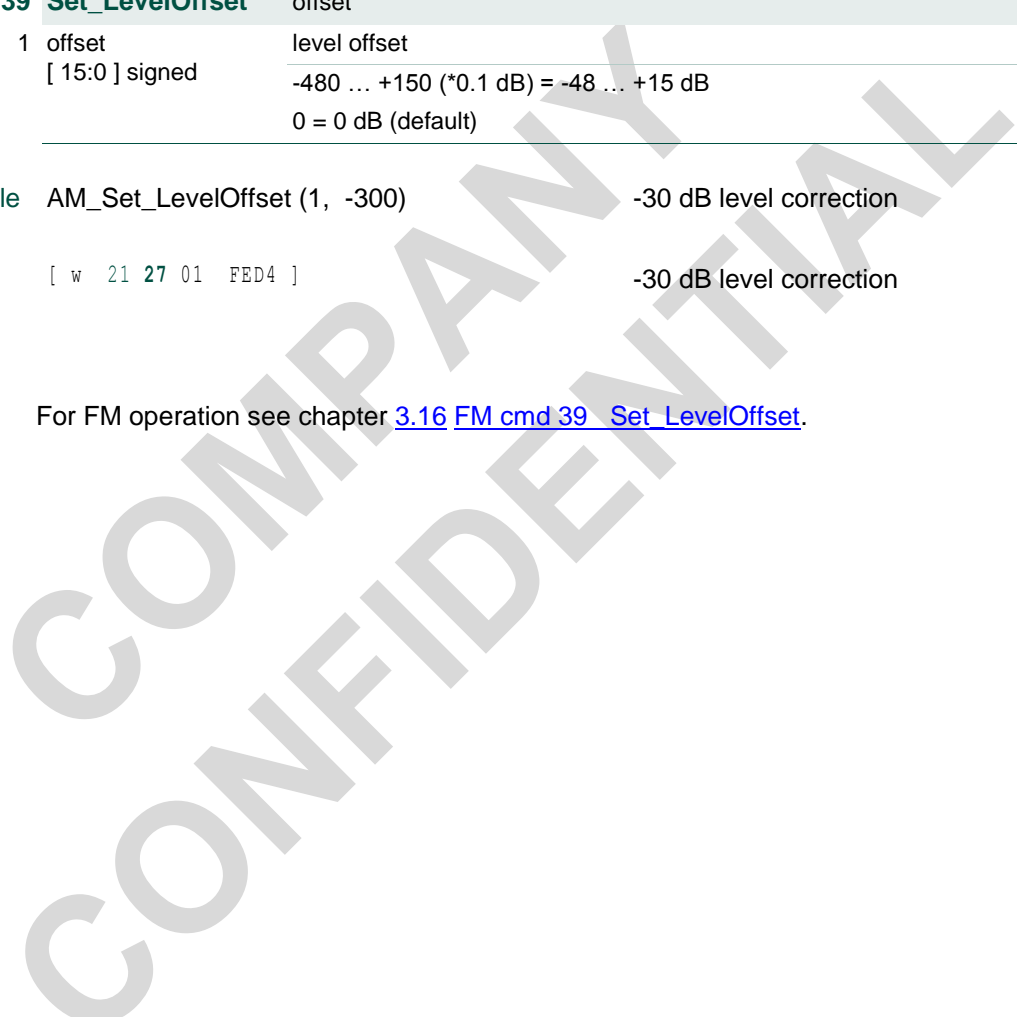 39 Set_LevelOffset offset
1 offset level offset
[ 15:0 ] signed
-480 … +150 (*0.1 dB) = -48 … +15 dB
0 = 0 dB (default)
le AM_Set_LevelOffset (1, -300) -30 dB level correction
[ w 21 27 01 FED4 ] -30 dB level correction
For FM operation see chapter 3.16 FM cmd 39 Set_LevelOffset.
COMPANY
CONFIDENTIAL